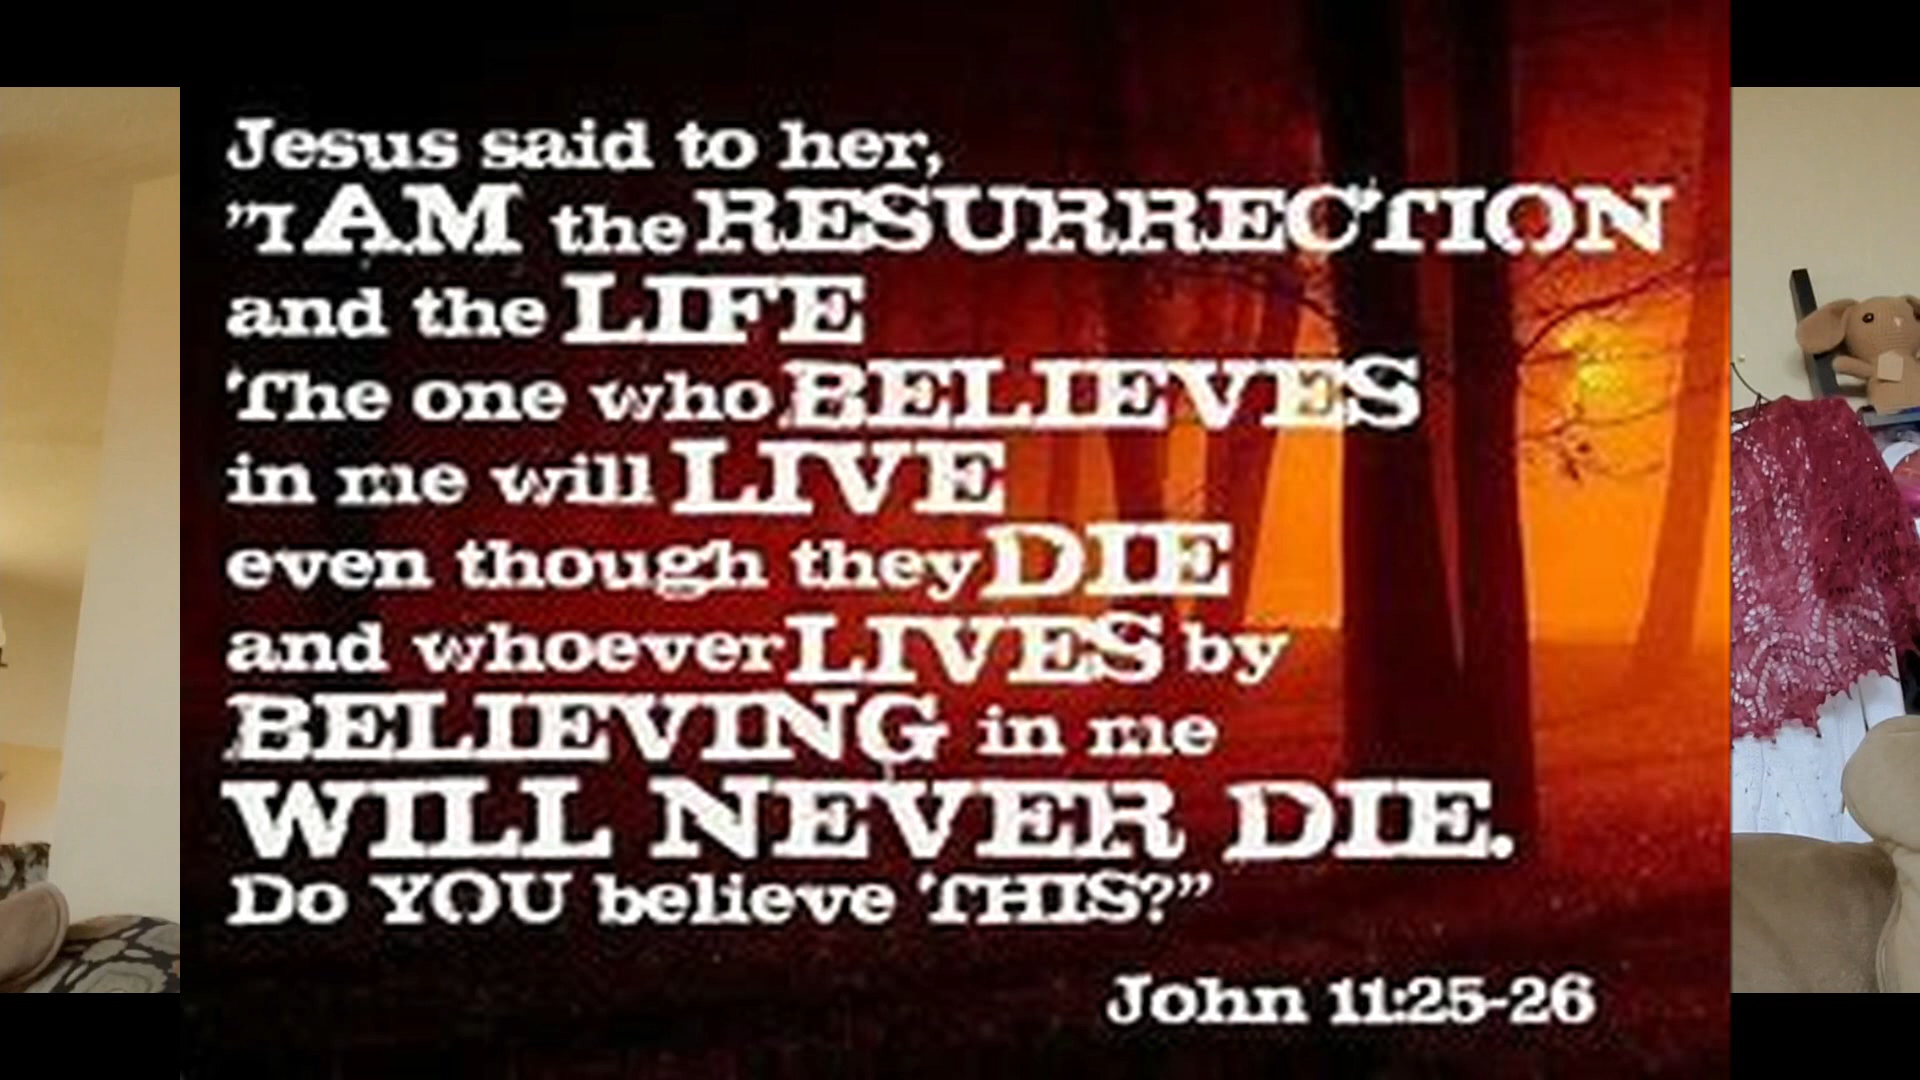 Jesus said to her,
"I AM the RESURRECTION
and the LIFE
The one who BELIEVES
in me will LIVE
even though they DIE
and whoever LIVES by
BELIEVING in me
WILL NEVER DIE.
Do YOU believe THIS?"
John 11:25-26